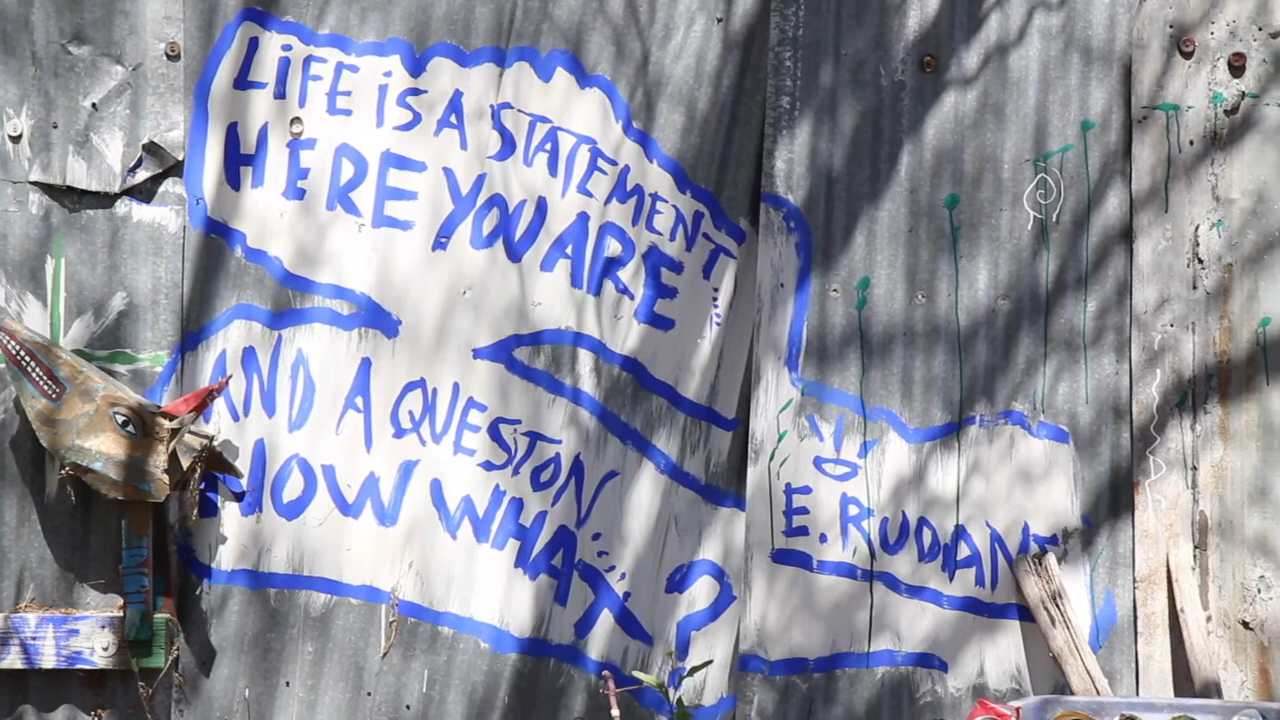 LiFE iS A STATEMENT
HERE YOU ARE
AND A QUESTON
NOW WHAT?
E. RUDAN